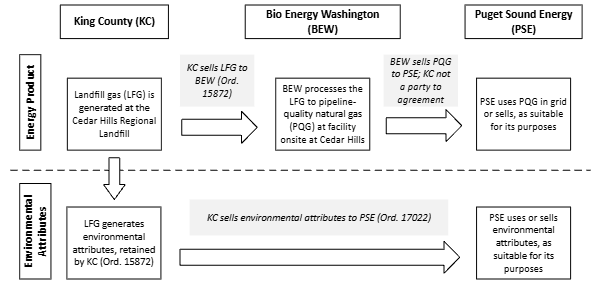 King County (KC)
Bio Energy Washington
(BEW)
Puget Sound Energy
(PSE)
Energy Product
Landfill gas (LFG) is
generated at the
Cedar Hills Regional
Landfill
KC sells LFG to
BEW (Ord.
15872)
BEW processes the
LFG to pipeline-
quality natural gas
(PQG) at facility
onsite at Cedar Hills
BEW sells PQG
to PSE; KC not
a party to
agreement
PSE uses PQG in grid
or sells, as suitable
for its purposes
Environmental
Attributes
LFG generates
environmental
attributes, retained
by KC (Ord. 15872)
KC sells environmental attributes to PSE (Ord. 17022)
PSE uses or sells
environmental
attributes, as
suitable for its
purposes